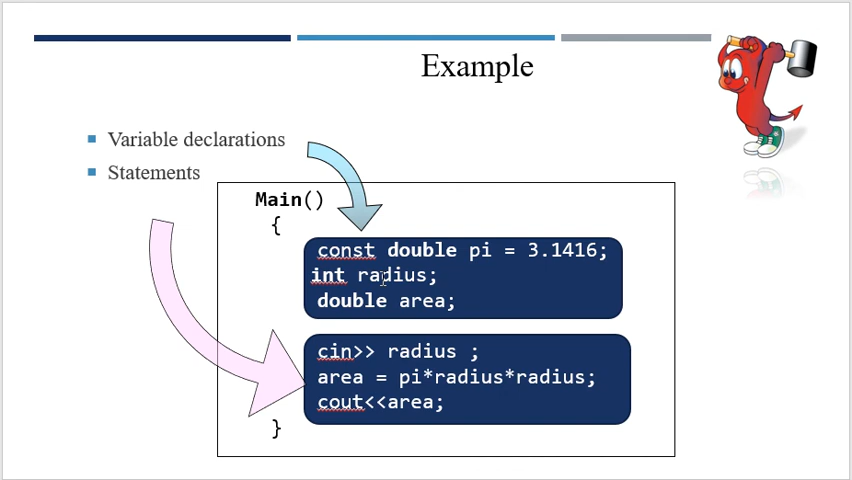 Example
Variable declarations
Statements
Main()
{
const double pi = 3.1416;
int radius;
double area;
cin>> radius ;
area = pi*radius*radius;
cout<<area;
}